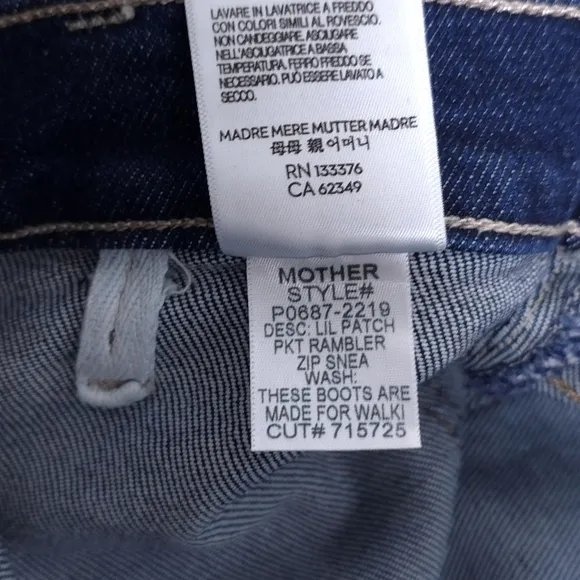 LAVARE IN LAVATRICE A FREDDO
CON COLORI SIMILI AL ROVESCIO.
NON CANDEGGIARE. ASCIUGARE
NELL'ASCIUGATRICE A BASSA
TEMPERATURA. FERRO FREDDO SE
NECESSARIO. PUÒ ESSERE LAVATO A
SECCO.
MADRE MERE MUTTER MADRE
母母 親 어머니
RN 133376
CA 62349
MOTHER
STYLE#
P0687-2219
DESC: LIL PATCH
PKT RAMBLER
ZIP SNEA
WASH:
THESE BOOTS ARE
MADE FOR WALKI
CUT# 715725